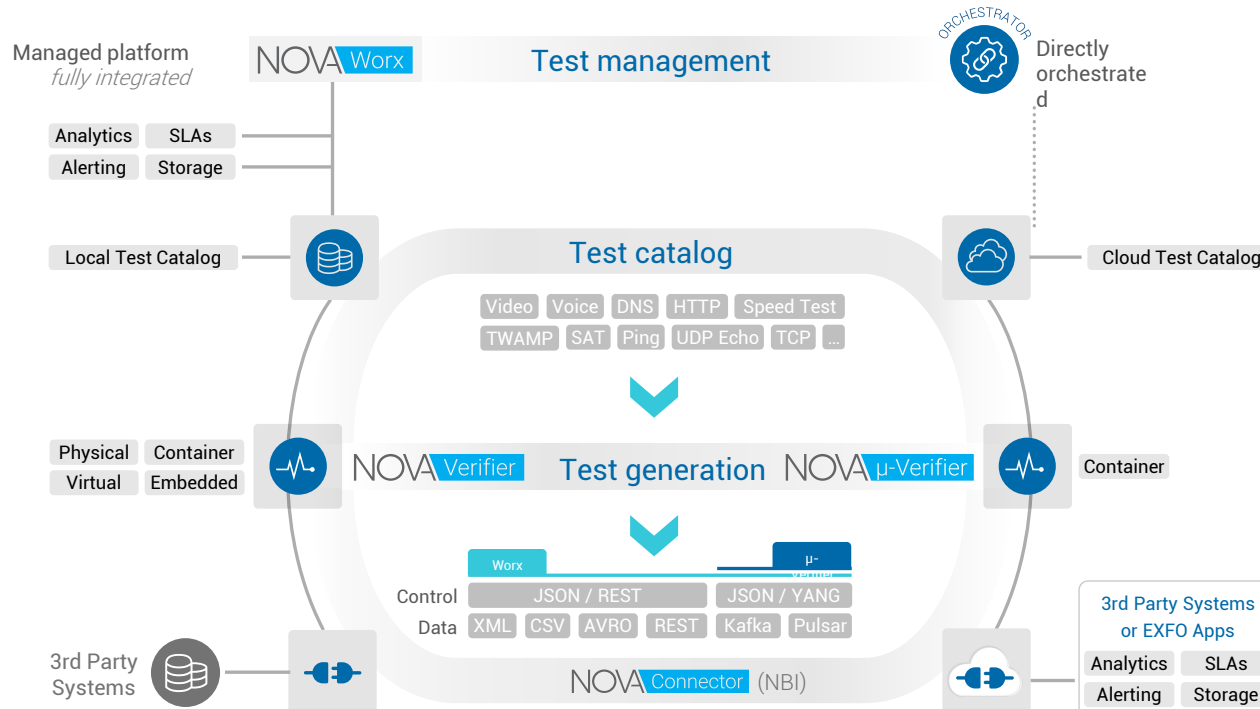 Managed platform
fully integrated
NOVA Worx
Test management
ORCHESTRATOR
Directly
orchestrate
d
Analytics SLAs
Alerting Storage
Local Test Catalog
Test catalog
Cloud Test Catalog
Video Voice DNS HTTP Speed Test
TWAMP SAT Ping UDP Echo TCP ...
Physical Container
Virtual Embedded
NOVA Verifier
Test generation
NOVA μ-Verifier
Container
Worx
μ-
Verifier
Control JSON / REST JSON / YANG
Data XML CSV AVRO REST Kafka Pulsar
3rd Party
Systems
NOVA Connector (NBI)
3rd Party Systems
or EXFO Apps
Analytics SLAs
Alerting Storage